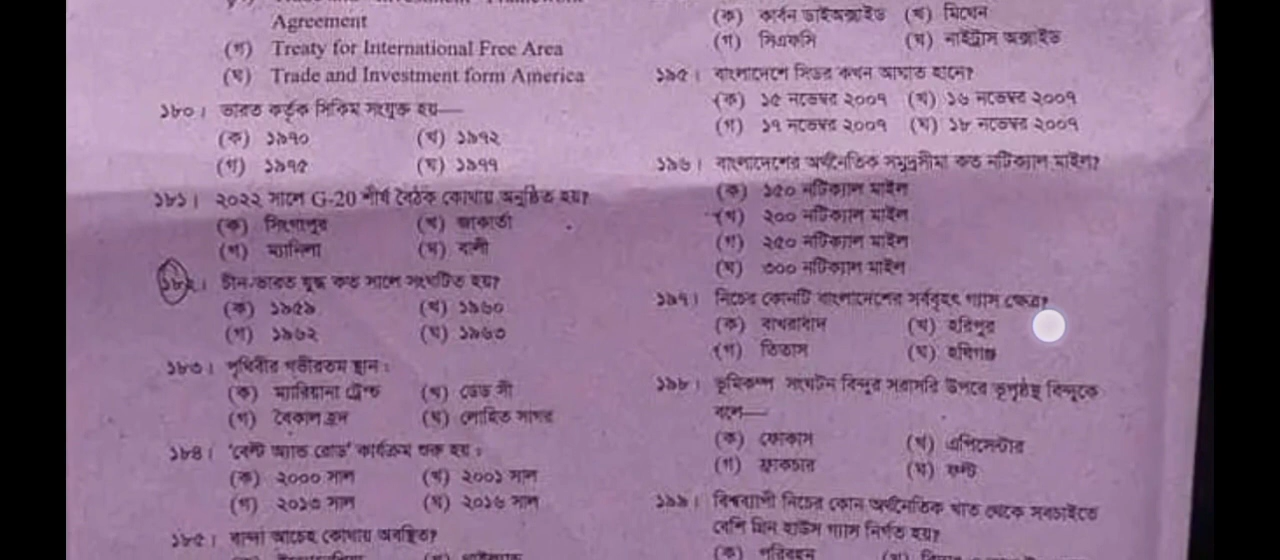 Agreement
(গ) Treaty for International Free Area
(ঘ) Trade and Investment form America
১৮০। ভারত কর্তৃক সিকিম সংযুক্ত হয়—
(ক) ১৯৭০ (খ) ১৯৭২
(গ) ১৯৭৫ (ঘ) ১৯৭৭
১৮১। ২০২২ সালে G-20 শীর্ষ বৈঠক কোথায় অনুষ্ঠিত হয়?
(ক) সিংগাপুর (খ) জাকার্তা
(গ) ম্যানিলা (ঘ) বালী
১৮২। চীন-ভারত যুদ্ধ কত সালে সংঘটিত হয়?
(ক) ১৯৫৯ (খ) ১৯৬০
(গ) ১৯৬২ (ঘ) ১৯৬৩
১৮৩। পৃথিবীর গভীরতম স্থান :
(ক) ম্যারিয়ানা ট্রেন্চ (খ) ডেড সী
(গ) বৈকাল হ্রদ (ঘ) লোহিত সাগর
১৮৪। 'বেল্ট অ্যান্ড রোড' কার্যক্রম শুরু হয় :
(ক) ২০০০ সাল (খ) ২০০১ সাল
(গ) ২০১৩ সাল (ঘ) ২০১৬ সাল
১৮৫। বান্দা আচেহ কোথায় অবস্থিত?
(ক) কার্বন ডাইঅক্সাইড (খ) মিথেন
(গ) সিএফসি (ঘ) নাইট্রাস অক্সাইড
১৯৫। বাংলাদেশে সিডর কখন আঘাত হানে?
(ক) ১৫ নভেম্বর ২০০৭ (খ) ১৬ নভেম্বর ২০০৭
(গ) ১৭ নভেম্বর ২০০৭ (ঘ) ১৮ নভেম্বর ২০০৭
১৯৬। বাংলাদেশের অর্থনৈতিক সমুদ্রসীমা কত নটিক্যাল মাইল?
(ক) ১৫০ নটিক্যাল মাইল
(খ) ২০০ নটিক্যাল মাইল
(গ) ২৫০ নটিক্যাল মাইল
(ঘ) ৩০০ নটিক্যাল মাইল
১৯৭। নিচের কোনটি বাংলাদেশের সর্ববৃহৎ গ্যাস ক্ষেত্র?
(ক) বাখরাবাদ (খ) হরিপুর
(গ) তিতাস (ঘ) হবিগঞ্জ
১৯৮। ভূমিকম্প সংঘটন বিন্দুর সরাসরি উপরে ভূপৃষ্ঠস্থ বিন্দুকে
বলে—
(ক) ফোকাস (খ) এপিসেন্টার
(গ) ফ্রাকচার (ঘ) ফল্ট
১৯৯। বিশ্বব্যাপী নিচের কোন অর্থনৈতিক খাত থেকে সবচাইতে
বেশি গ্রিন হাউস গ্যাস নির্গত হয়?
(ক) পরিবহন